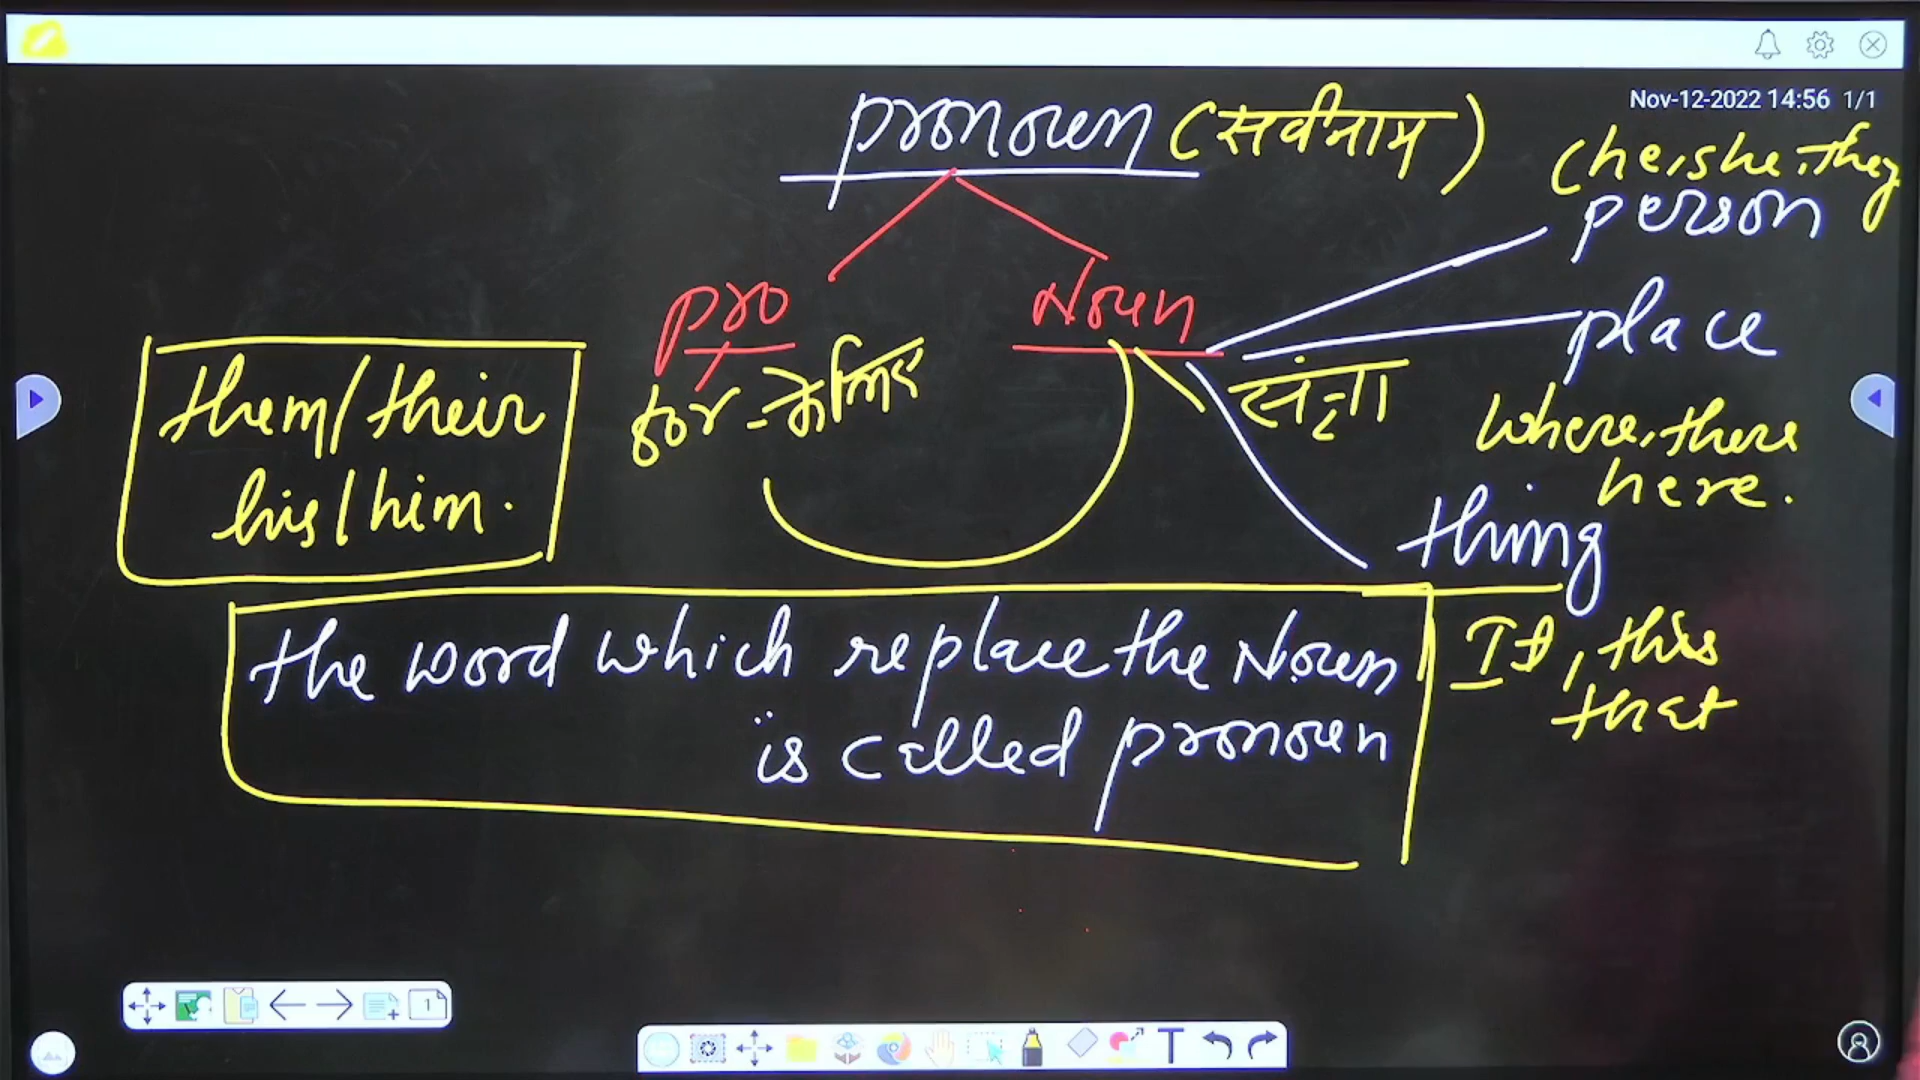 Nov-12-2022 14:56 1/1
pronoun (सर्वनाम)
(he, she, they
person
pro
Noun
place
for - के लिए
संज्ञा
where, there
here.
them/their
his/him.
thing
the word which replace the Noun
is called pronoun
It, this
that
1
T